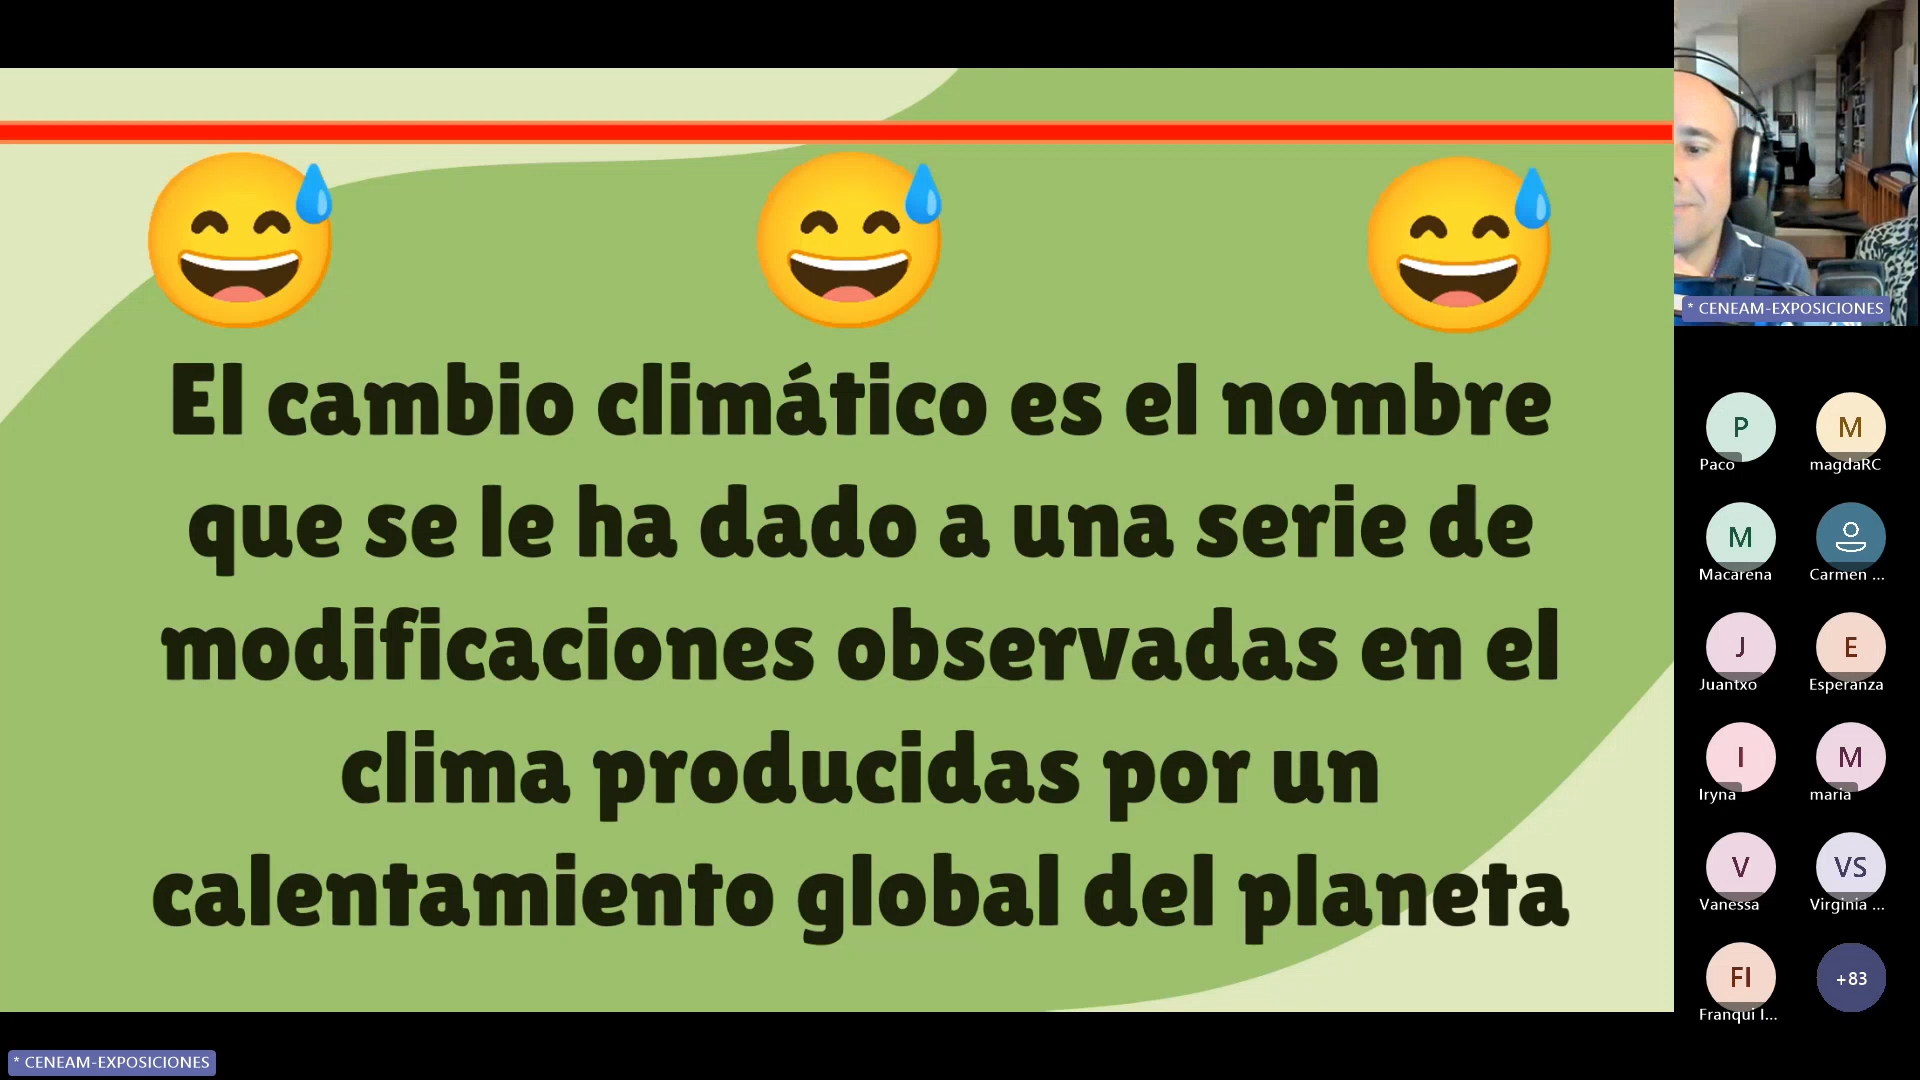 El cambio climático es el nombre
que se le ha dado a una serie de
modificaciones observadas en el
clima producidas por un
calentamiento global del planeta
* CENEAM-EXPOSICIONES
P
Paco
M
magdaRC
M
Macarena
Carmen ...
J
Juantxo
E
Esperanza
I
Iryna
M
maria
V
Vanessa
VS
Virginia ...
FI
Franqui I...
+83
* CENEAM-EXPOSICIONES